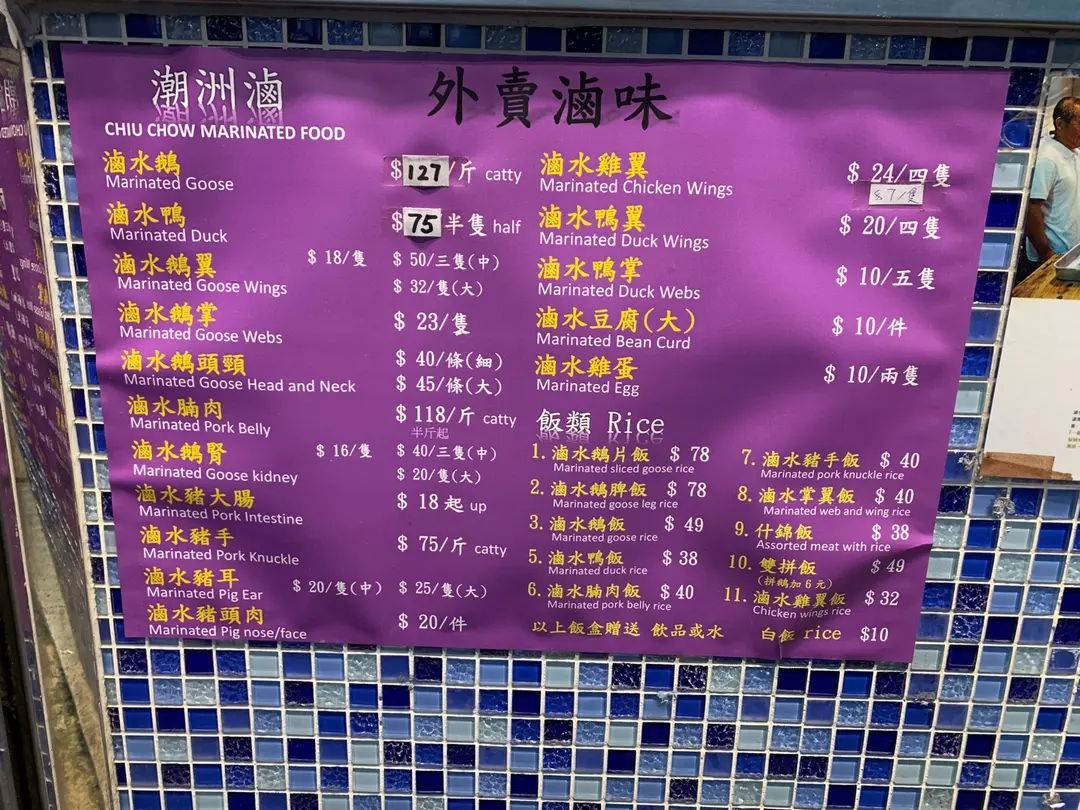 潮洲滷
外賣滷味
CHIU CHOW MARINATED FOOD
滷水鵝 $127/斤 catty
Marinated Goose
滷水鴨 $75半隻 half
Marinated Duck
滷水鵝翼 $18/隻 $50/三隻(中)
Marinated Goose Wings $32/隻(大)
滷水鵝掌 $23/隻
Marinated Goose Webs
滷水鵝頭頸 $40/條(細)
Marinated Goose Head and Neck $45/條(大)
滷水腩肉 $118/斤 catty
Marinated Pork Belly 半斤起
滷水鵝腎 $16/隻 $40/三隻(中)
Marinated Goose kidney $20/隻(大)
滷水豬大腸 $18起 up
Marinated Pork Intestine
滷水豬手 $75/斤 catty
Marinated Pork Knuckle
滷水豬耳 $20/隻(中) $25/隻(大)
Marinated Pig Ear
滷水豬頭肉 $20/件
Marinated Pig nose/face
滷水雞翼 $24/四隻
Marinated Chicken Wings $7/隻
滷水鴨翼 $20/四隻
Marinated Duck Wings
滷水鴨掌 $10/五隻
Marinated Duck Webs
滷水豆腐(大) $10/件
Marinated Bean Curd
滷水雞蛋 $10/兩隻
Marinated Egg
飯類 Rice
1. 滷水鵝片飯 $78
Marinated sliced goose rice
2. 滷水鵝脾飯 $78
Marinated goose leg rice
3. 滷水鵝飯 $49
Marinated goose rice
5. 滷水鴨飯 $38
Marinated duck rice
6. 滷水腩肉飯 $40
Marinated pork belly rice
7. 滷水豬手飯 $40
Marinated pork knuckle rice
8. 滷水掌翼飯 $40
Marinated web and wing rice
9. 什錦飯 $38
Assorted meat with rice
10. 雙拼飯 $49
(拼鵝加6元)
11. 滷水雞翼飯 $32
Chicken wings rice
以上飯盒贈送 飲品或水 白飯 rice $10